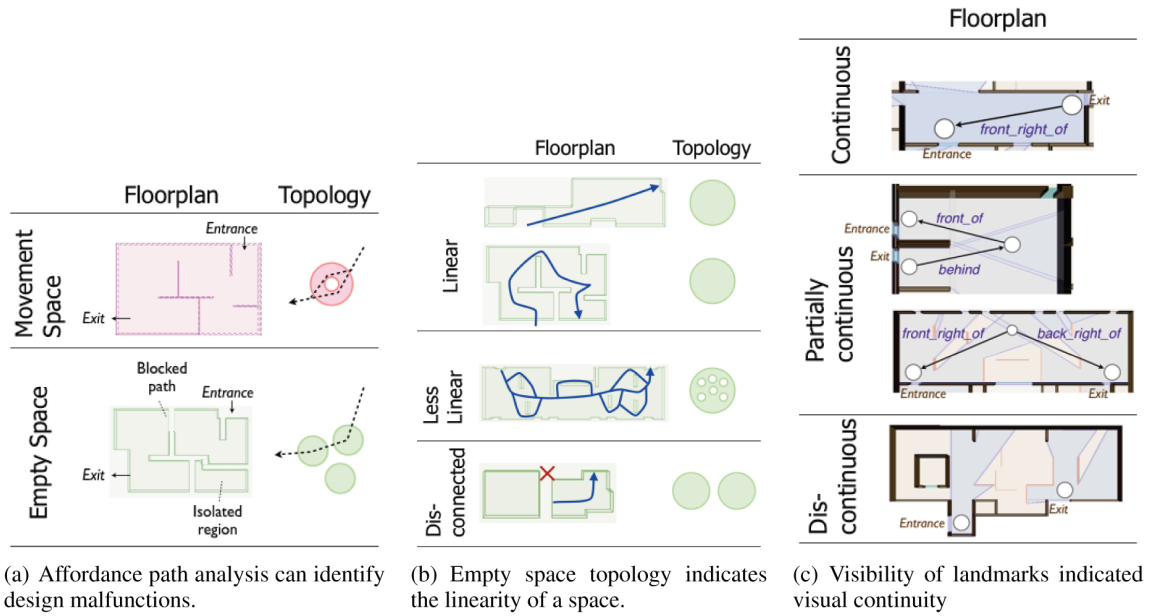 Floorplan Topology
Movement
Space
Entrance
Exit
Empty Space
Blocked
path
Entrance
Exit
Isolated
region
(a) Affordance path analysis can identify
design malfunctions.
Floorplan Topology
Linear
Less
Linear
Dis-
connected
(b) Empty space topology indicates
the linearity of a space.
Floorplan
Continuous
Exit
front_right_of
Entrance
Partially
continuous
front_of
Entrance
Exit
behind
front_right_of back_right_of
Entrance Exit
Dis-
continuous
Entrance
Exit
(c) Visibility of landmarks indicated
visual continuity